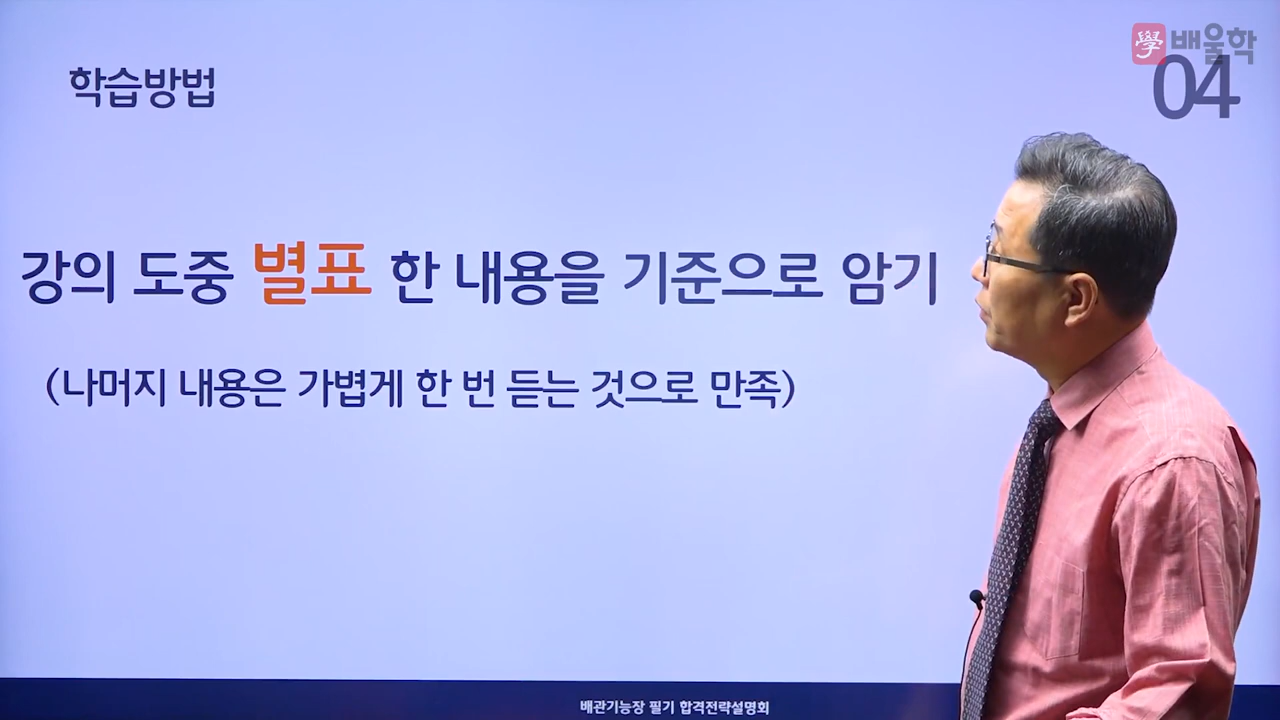 學 배울학
학습방법
04
강의 도중 별표 한 내용을 기준으로 암기
(나머지 내용은 가볍게 한 번 듣는 것으로 만족)
배관기능장 필기 합격전략설명회